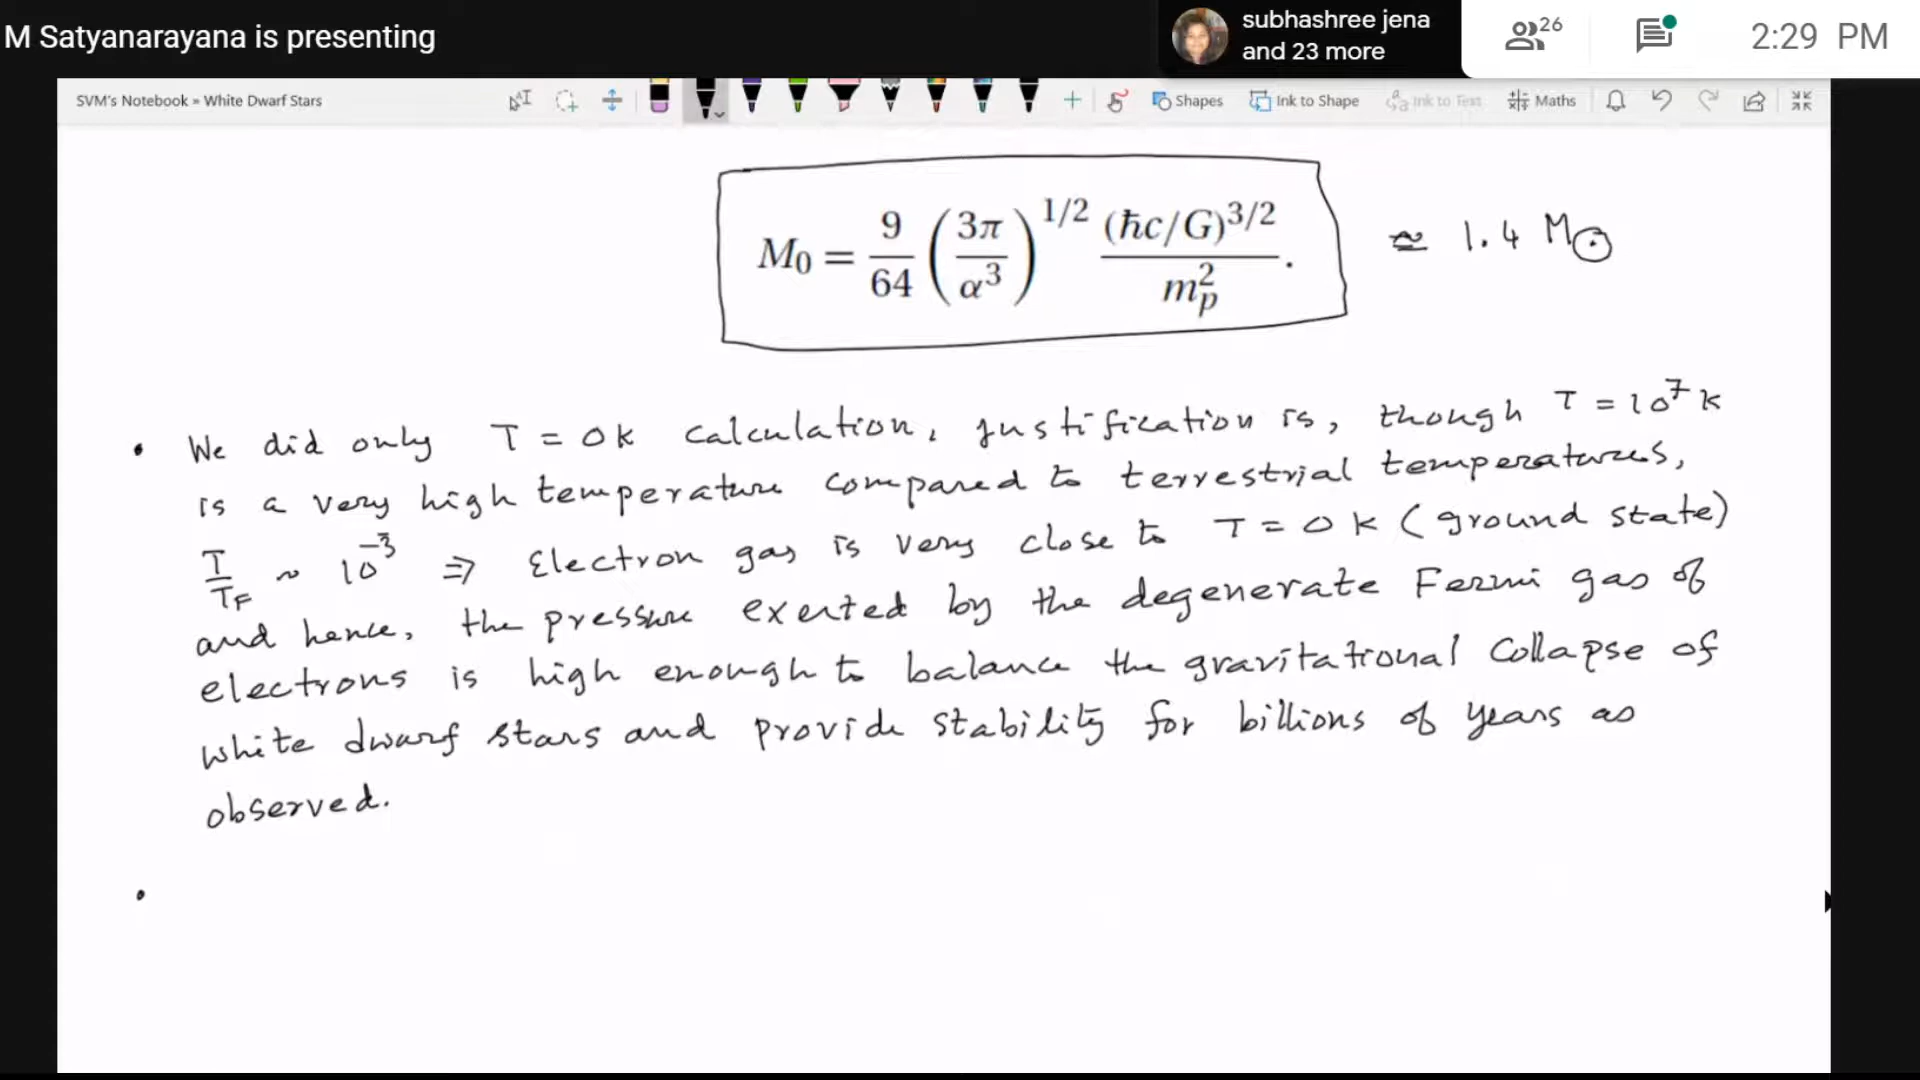 M Satyanarayana is presenting
subhashree jena
and 23 more
26
2:29 PM
SVM's Notebook » White Dwarf Stars
Shapes
Ink to Shape
Ink to Text
Maths
M₀ = 9/64 (3π/α³)^1/2 (ħc/G)^3/2 / m_p^2 . ≃ 1.4 M⊙
• We did only T = 0K calculation, justification is, though T = 10⁷ K
is a very high temperature compared to terrestrial temperatures,
T/T_F ~ 10⁻³ ⇒ Electron gas is very close to T = 0 K (ground state)
and hence, the pressure exerted by the degenerate Fermi gas of
electrons is high enough to balance the gravitational collapse of
white dwarf stars and provide stability for billions of years as
observed.
•